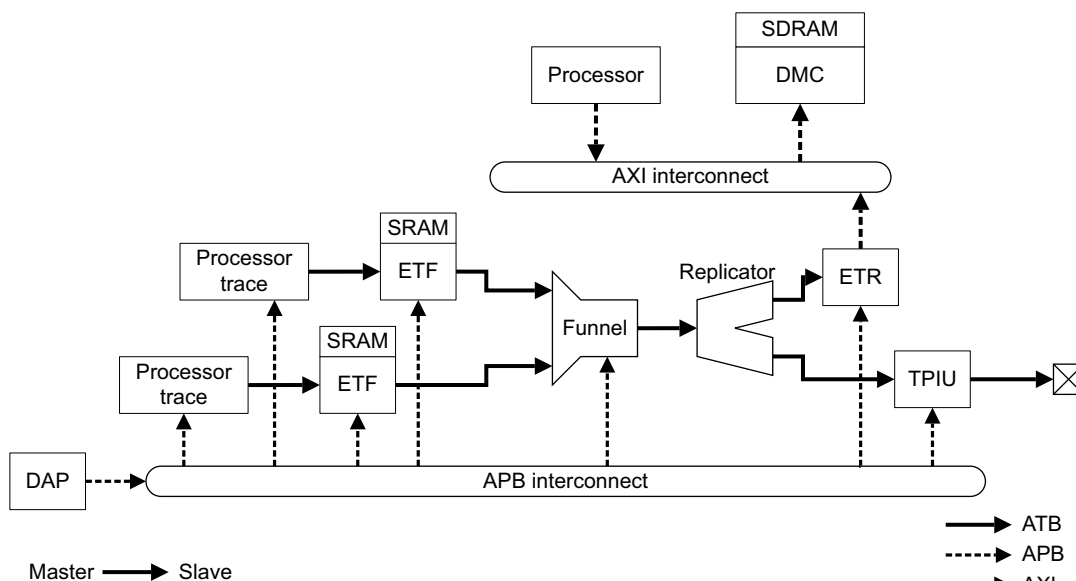 SDRAM
Processor
DMC
AXI interconnect
SRAM
Processor
trace
ETF
Replicator
ETR
Funnel
SRAM
Processor
trace
ETF
TPIU
DAP
APB interconnect
ATB
APB
Master
Slave
AXI